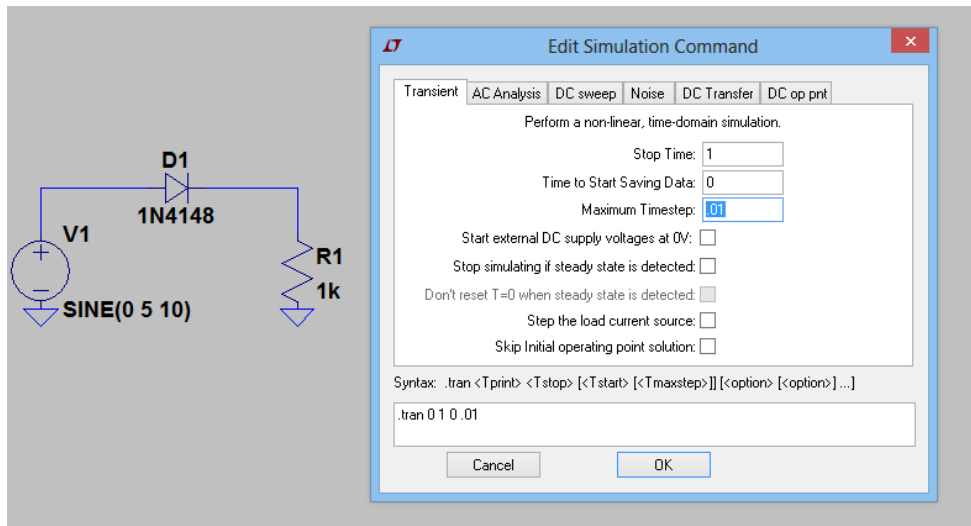 D1
1N4148
V1
SINE(0 5 10)
R1
1k
Edit Simulation Command
Transient AC Analysis DC sweep Noise DC Transfer DC op pnt
Perform a non-linear, time-domain simulation.
Stop Time: 1
Time to Start Saving Data: 0
Maximum Timestep: .01
Start external DC supply voltages at 0V:
Stop simulating if steady state is detected:
Don't reset T=0 when steady state is detected:
Step the load current source:
Skip Initial operating point solution:
Syntax: .tran <Tprint> <Tstop> [<Tstart> [<Tmaxstep>]] [<option> [<option>] ...]
.tran 0 1 0 .01
Cancel OK